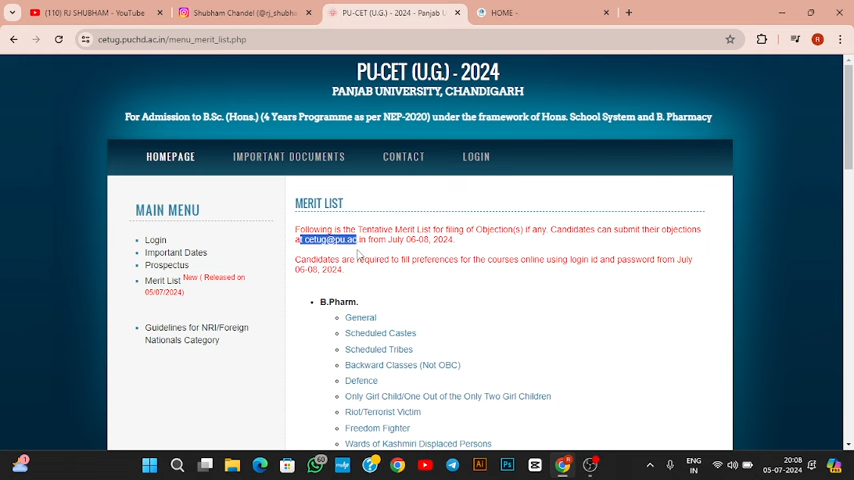 (110) RJ SHUBHAM - YouTube
Shubham Chandel (@rj_shubha
PU-CET (U.G.) - 2024 - Panjab U
HOME -
cetug.puchd.ac.in/menu_merit_list.php
R
PU-CET (U.G.) - 2024
PANJAB UNIVERSITY, CHANDIGARH
For Admission to B.Sc. (Hons.) (4 Years Programme as per NEP-2020) under the framework of Hons. School System and B. Pharmacy
HOMEPAGE
IMPORTANT DOCUMENTS
CONTACT
LOGIN
MAIN MENU
Login
Important Dates
Prospectus
Merit List New ( Released on
05/07/2024)
Guidelines for NRI/Foreign
Nationals Category
MERIT LIST
Following is the Tentative Merit List for filing of Objection(s) if any. Candidates can submit their objections
at cetug@pu.ac in from July 06-08, 2024.
Candidates are required to fill preferences for the courses online using login id and password from July
06-08, 2024.
B.Pharm.
General
Scheduled Castes
Scheduled Tribes
Backward Classes (Not OBC)
Defence
Only Girl Child/One Out of the Only Two Girl Children
Riot/Terrorist Victim
Freedom Fighter
Wards of Kashmiri Displaced Persons
1
Ai
Ps
R
ENG
IN
20:08
05-07-2024